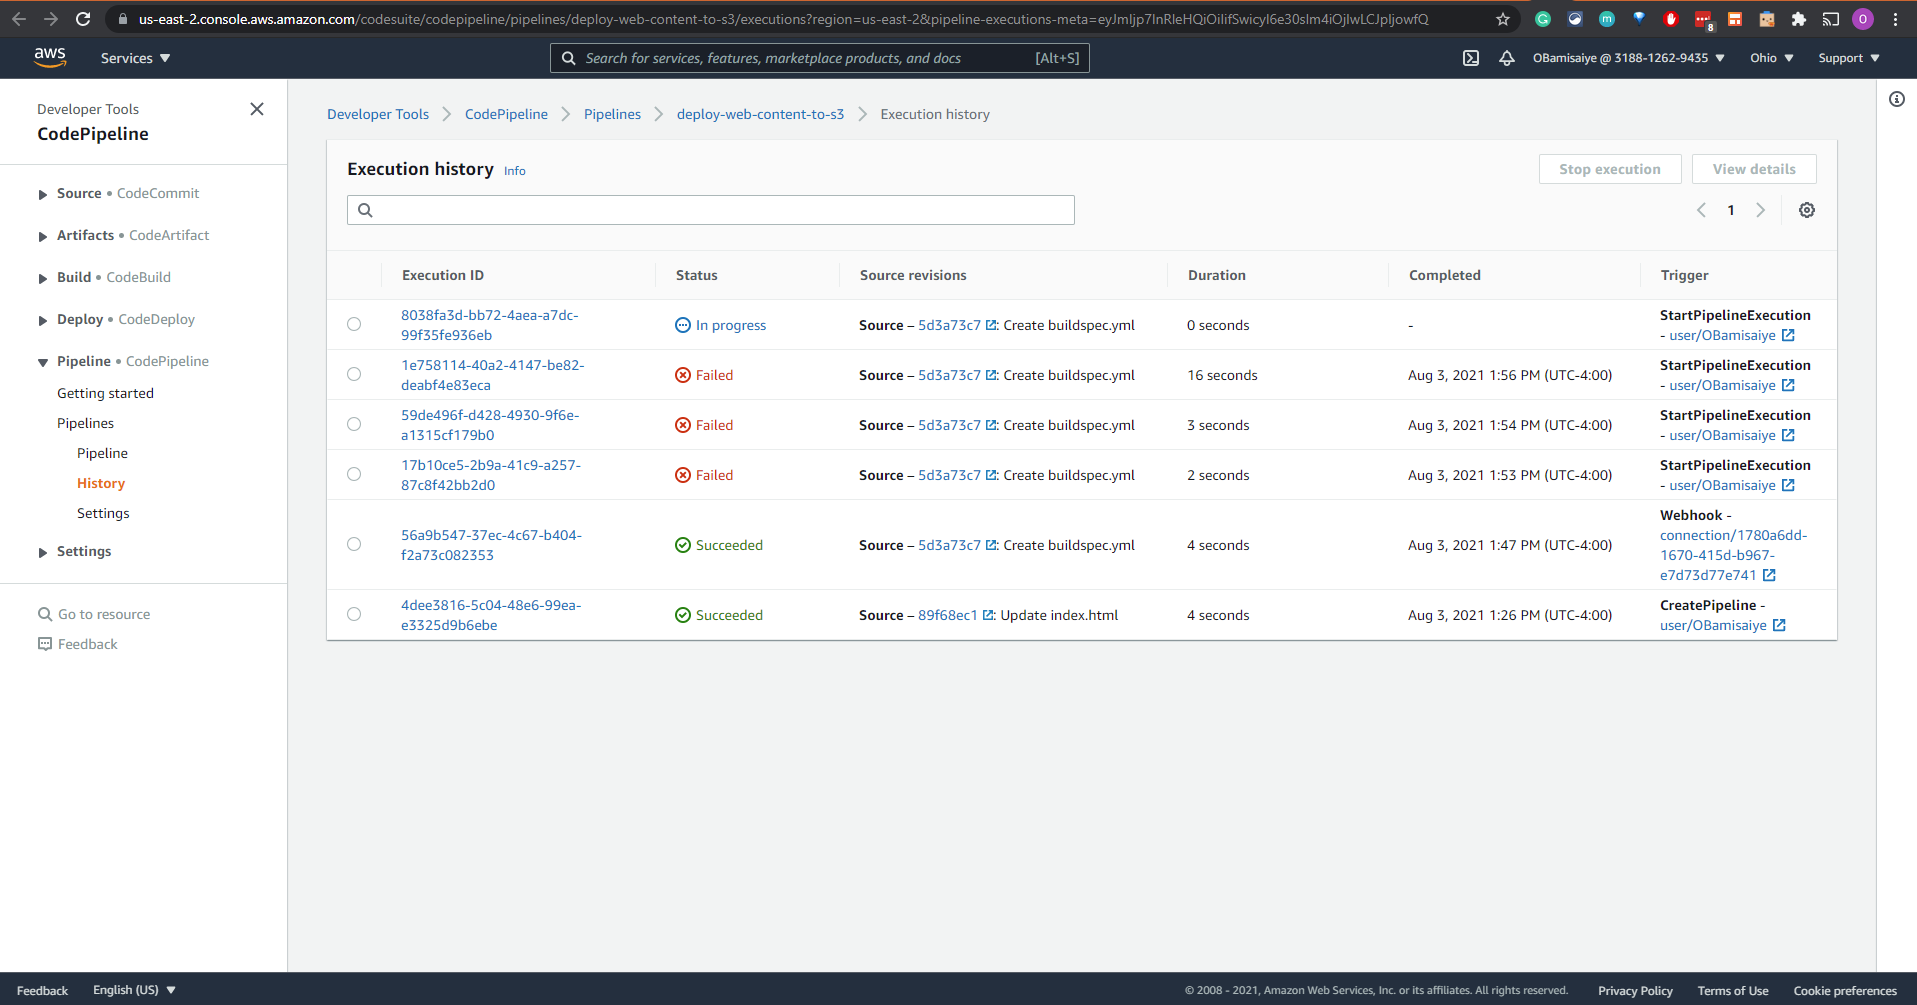 us-east-2.console.aws.amazon.com/codesuite/codepipeline/pipelines/deploy-web-content-to-s3/executions?region=us-east-2&pipeline-executions-meta=eyJmIjp7InRleHQiOiIifSwicyI6e30sIm4iOjIwLCJpIjowfQ
8
O
aws
Services
Search for services, features, marketplace products, and docs
[Alt+S]
OBamisaiye @ 3188-1262-9435
Ohio
Support
Developer Tools
CodePipeline
Source • CodeCommit
Artifacts • CodeArtifact
Build • CodeBuild
Deploy • CodeDeploy
Pipeline • CodePipeline
Getting started
Pipelines
Pipeline
History
Settings
Settings
Go to resource
Feedback
Developer Tools
CodePipeline
Pipelines
deploy-web-content-to-s3
Execution history
Execution history Info
Stop execution
View details
1
Execution ID
Status
Source revisions
Duration
Completed
Trigger
8038fa3d-bb72-4aea-a7dc-
99f35fe936eb
In progress
Source – 5d3a73c7 : Create buildspec.yml
0 seconds
-
StartPipelineExecution
- user/OBamisaiye
1e758114-40a2-4147-be82-
deabf4e83eca
Failed
Source – 5d3a73c7 : Create buildspec.yml
16 seconds
Aug 3, 2021 1:56 PM (UTC-4:00)
StartPipelineExecution
- user/OBamisaiye
59de496f-d428-4930-9f6e-
a1315cf179b0
Failed
Source – 5d3a73c7 : Create buildspec.yml
3 seconds
Aug 3, 2021 1:54 PM (UTC-4:00)
StartPipelineExecution
- user/OBamisaiye
17b10ce5-2b9a-41c9-a257-
87c8f42bb2d0
Failed
Source – 5d3a73c7 : Create buildspec.yml
2 seconds
Aug 3, 2021 1:53 PM (UTC-4:00)
StartPipelineExecution
- user/OBamisaiye
56a9b547-37ec-4c67-b404-
f2a73c082353
Succeeded
Source – 5d3a73c7 : Create buildspec.yml
4 seconds
Aug 3, 2021 1:47 PM (UTC-4:00)
Webhook -
connection/1780a6dd-
1670-415d-b967-
e7d73d77e741
4dee3816-5c04-48e6-99ea-
e3325d9b6ebe
Succeeded
Source – 89f68ec1 : Update index.html
4 seconds
Aug 3, 2021 1:26 PM (UTC-4:00)
CreatePipeline -
user/OBamisaiye
Feedback
English (US)
© 2008 - 2021, Amazon Web Services, Inc. or its affiliates. All rights reserved.
Privacy Policy
Terms of Use
Cookie preferences